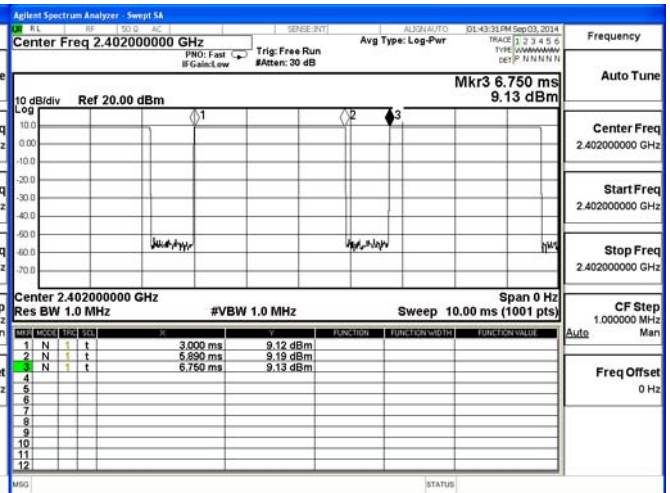 Agilent Spectrum Analyzer - Swept SA
RL RF 50 Ω AC SENSE:INT ALIGNAUTO 01:43:31 PM Sep 03, 2014
Center Freq 2.402000000 GHz
PNO: Fast
IFGain:Low
Trig: Free Run
#Atten: 30 dB
Avg Type: Log-Pwr
TRACE 1 2 3 4 5 6
TYPE
DET P N N N N N
Frequency
Mkr3 6.750 ms
9.13 dBm
10 dB/div Ref 20.00 dBm
Log
10.0
0.00
-10.0
-20.0
-30.0
-40.0
-50.0
-60.0
-70.0
1
2
3
Center 2.402000000 GHz Span 0 Hz
Res BW 1.0 MHz #VBW 1.0 MHz Sweep 10.00 ms (1001 pts)
MKR MODE TRC SCL X Y FUNCTION FUNCTION WIDTH FUNCTION VALUE
1 N 1 t 3.000 ms 9.12 dBm
2 N 1 t 5.890 ms 9.19 dBm
3 N 1 t 6.750 ms 9.13 dBm
4
5
6
7
8
9
10
11
12
MSG STATUS
Auto Tune
Center Freq
2.402000000 GHz
Start Freq
2.402000000 GHz
Stop Freq
2.402000000 GHz
CF Step
1.000000 MHz
Auto Man
Freq Offset
0 Hz